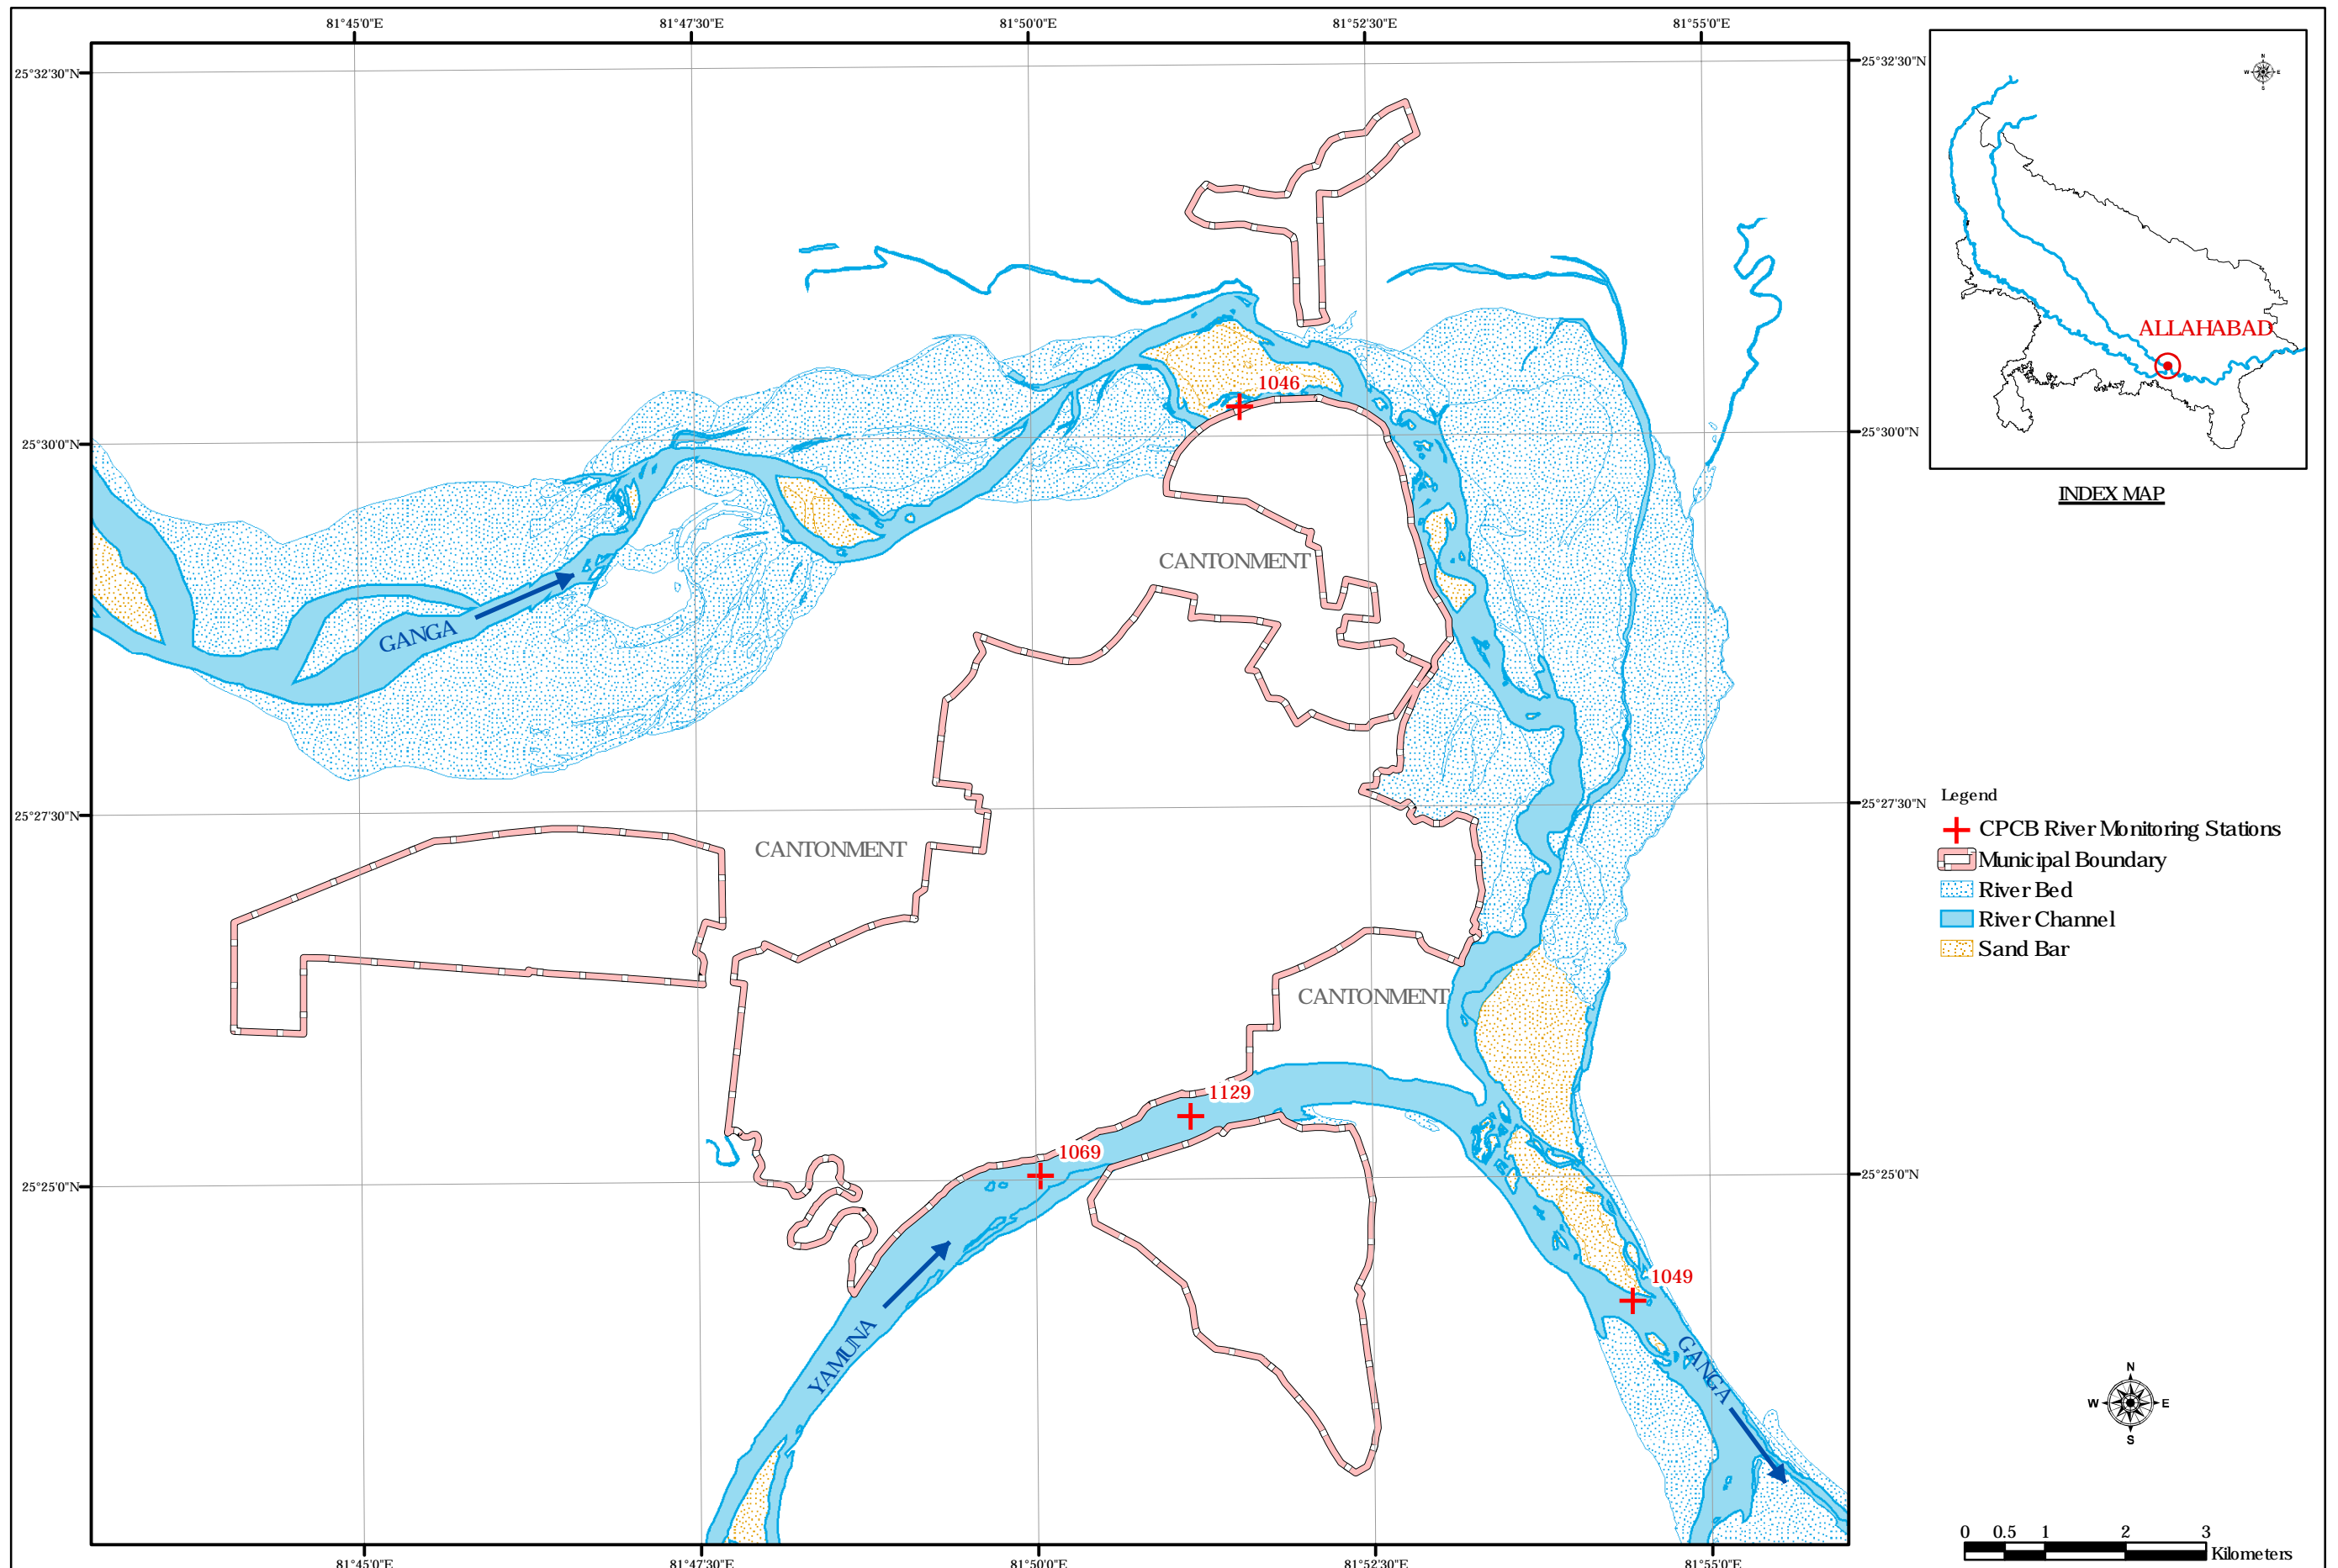 81°45'0"E
81°47'30"E
81°50'0"E
81°52'30"E
81°55'0"E
25°32'30"N
25°32'30"N
N
W
E
S
ALLAHABAD
INDEX MAP
1046
25°30'0"N
25°30'0"N
CANTONMENT
GANGA
25°27'30"N
25°27'30"N
CANTONMENT
CANTONMENT
Legend
CPCB River Monitoring Stations
Municipal Boundary
River Bed
River Channel
Sand Bar
1129
1069
25°25'0"N
25°25'0"N
1049
YAMUNA
GANGA
N
W
E
S
0 0.5 1 2 3
Kilometers
81°45'0"E
81°47'30"E
81°50'0"E
81°52'30"E
81°55'0"E